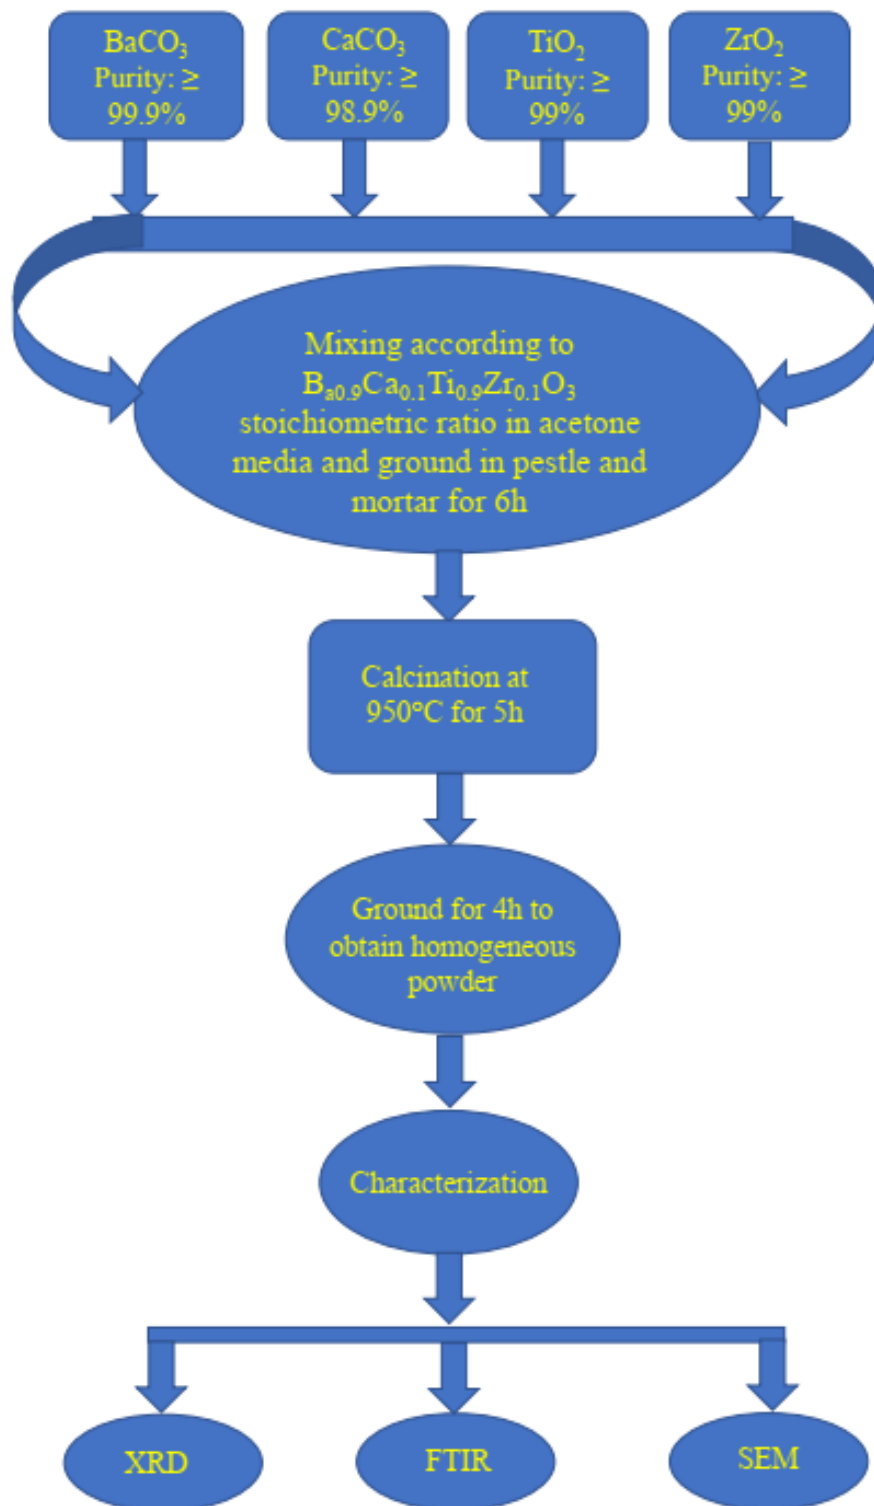 BaCO₃
Purity: ≥
99.9%
CaCO₃
Purity: ≥
98.9%
TiO₂
Purity: ≥
99%
ZrO₂
Purity: ≥
99%
Mixing according to
Bₐ₀.₉Ca₀.₁Ti₀.₉Zr₀.₁O₃
stoichiometric ratio in acetone
media and ground in pestle and
mortar for 6h
Calcination at
950°C for 5h
Ground for 4h to
obtain homogeneous
powder
Characterization
XRD
FTIR
SEM